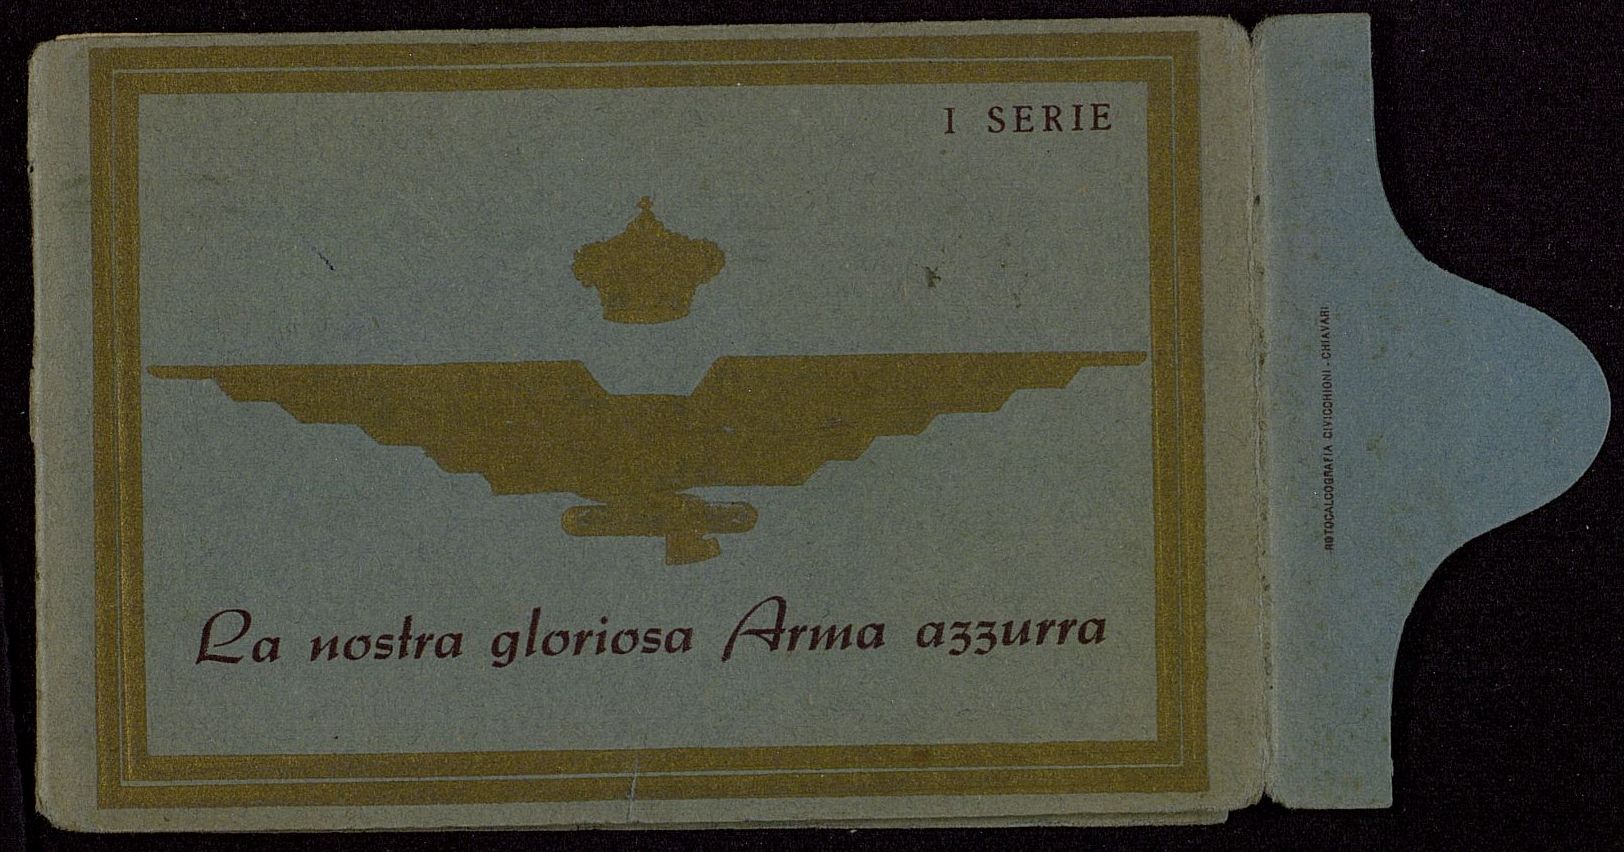 I SERIE
La nostra gloriosa Arma azzurra
ROTOCALCOGRAFIA CIVICCHIONI - CHIAVARI